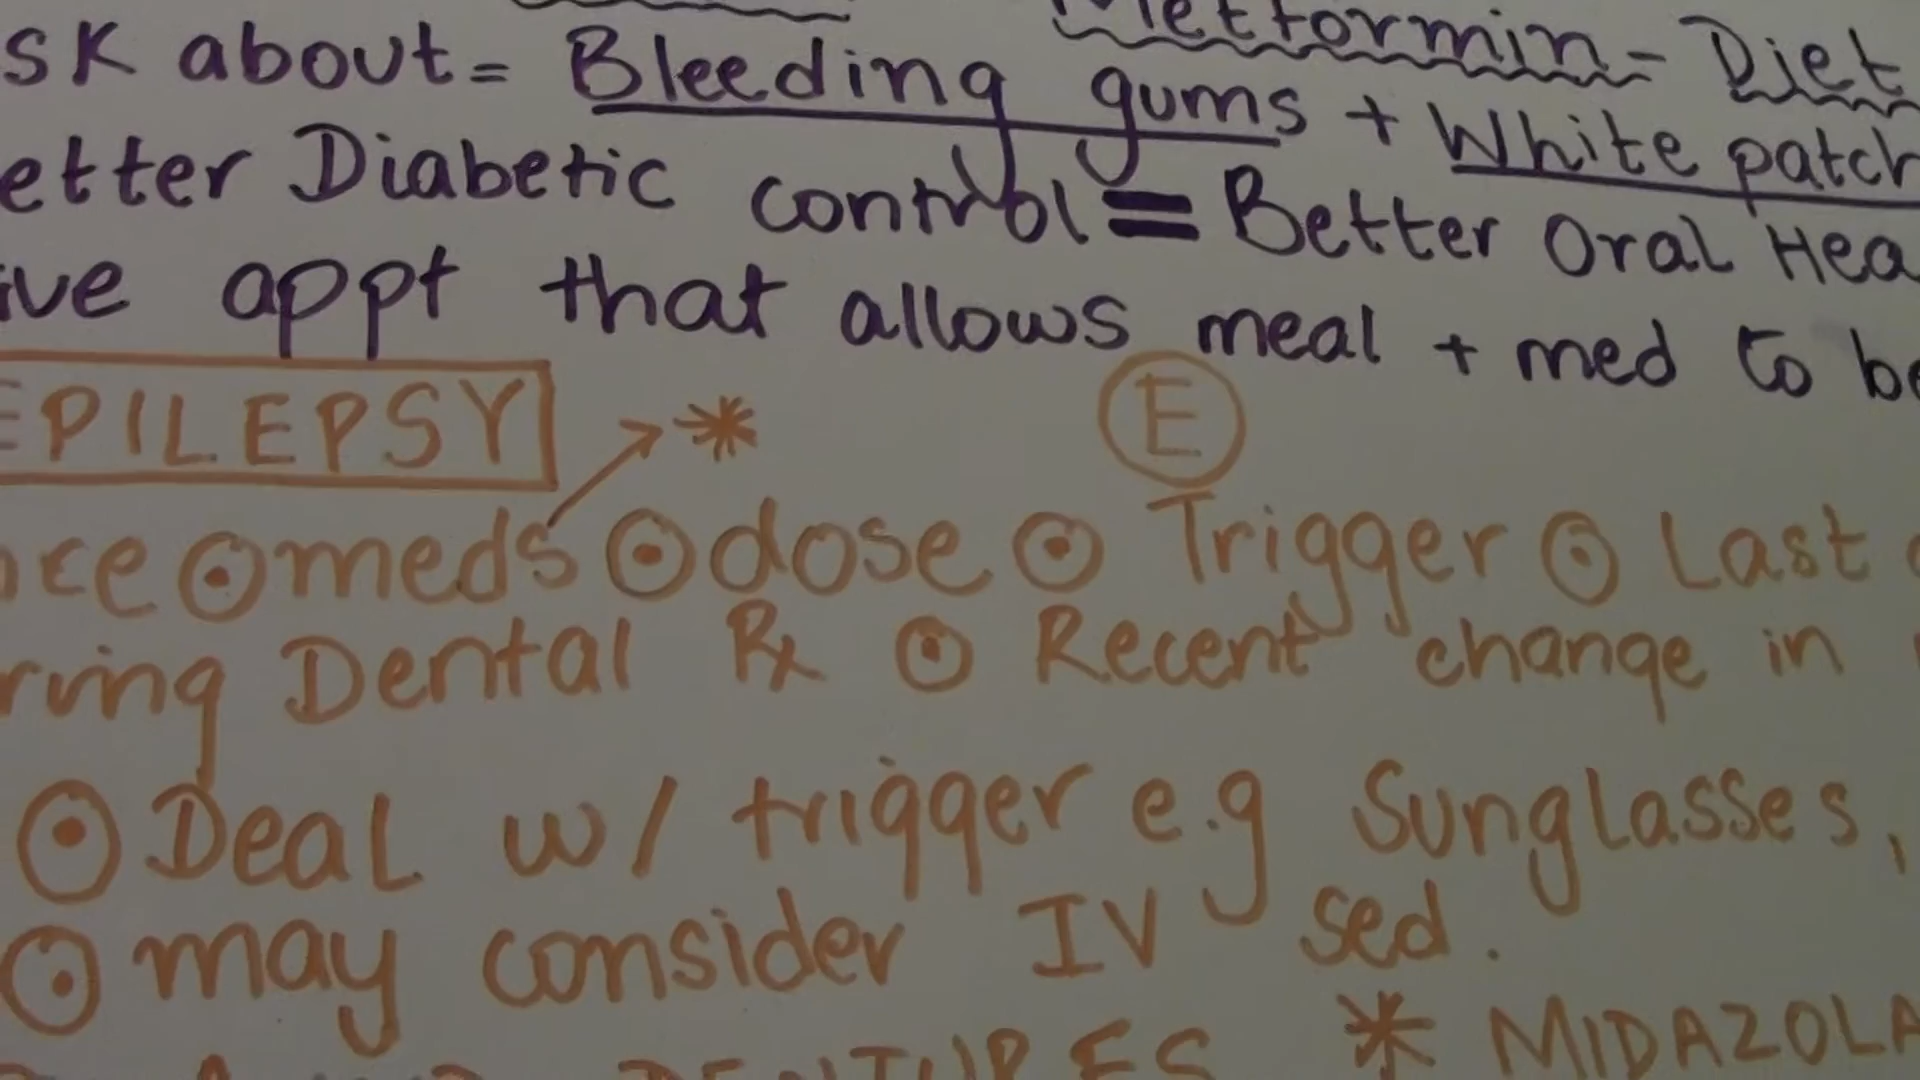 Metformin - Diet
sk about = Bleeding gums + White patch
etter Diabetic control = Better Oral Hea
ive appt that allows meal + med to be
EPILEPSY * E
ce ⊙ meds ⊙ dose ⊙ Trigger ⊙ Last
ring Dental Rx ⊙ Recent change in
⊙ Deal w/ trigger e.g Sunglasses,
⊙ may consider IV sed.
DENTURES * MIDAZOLA